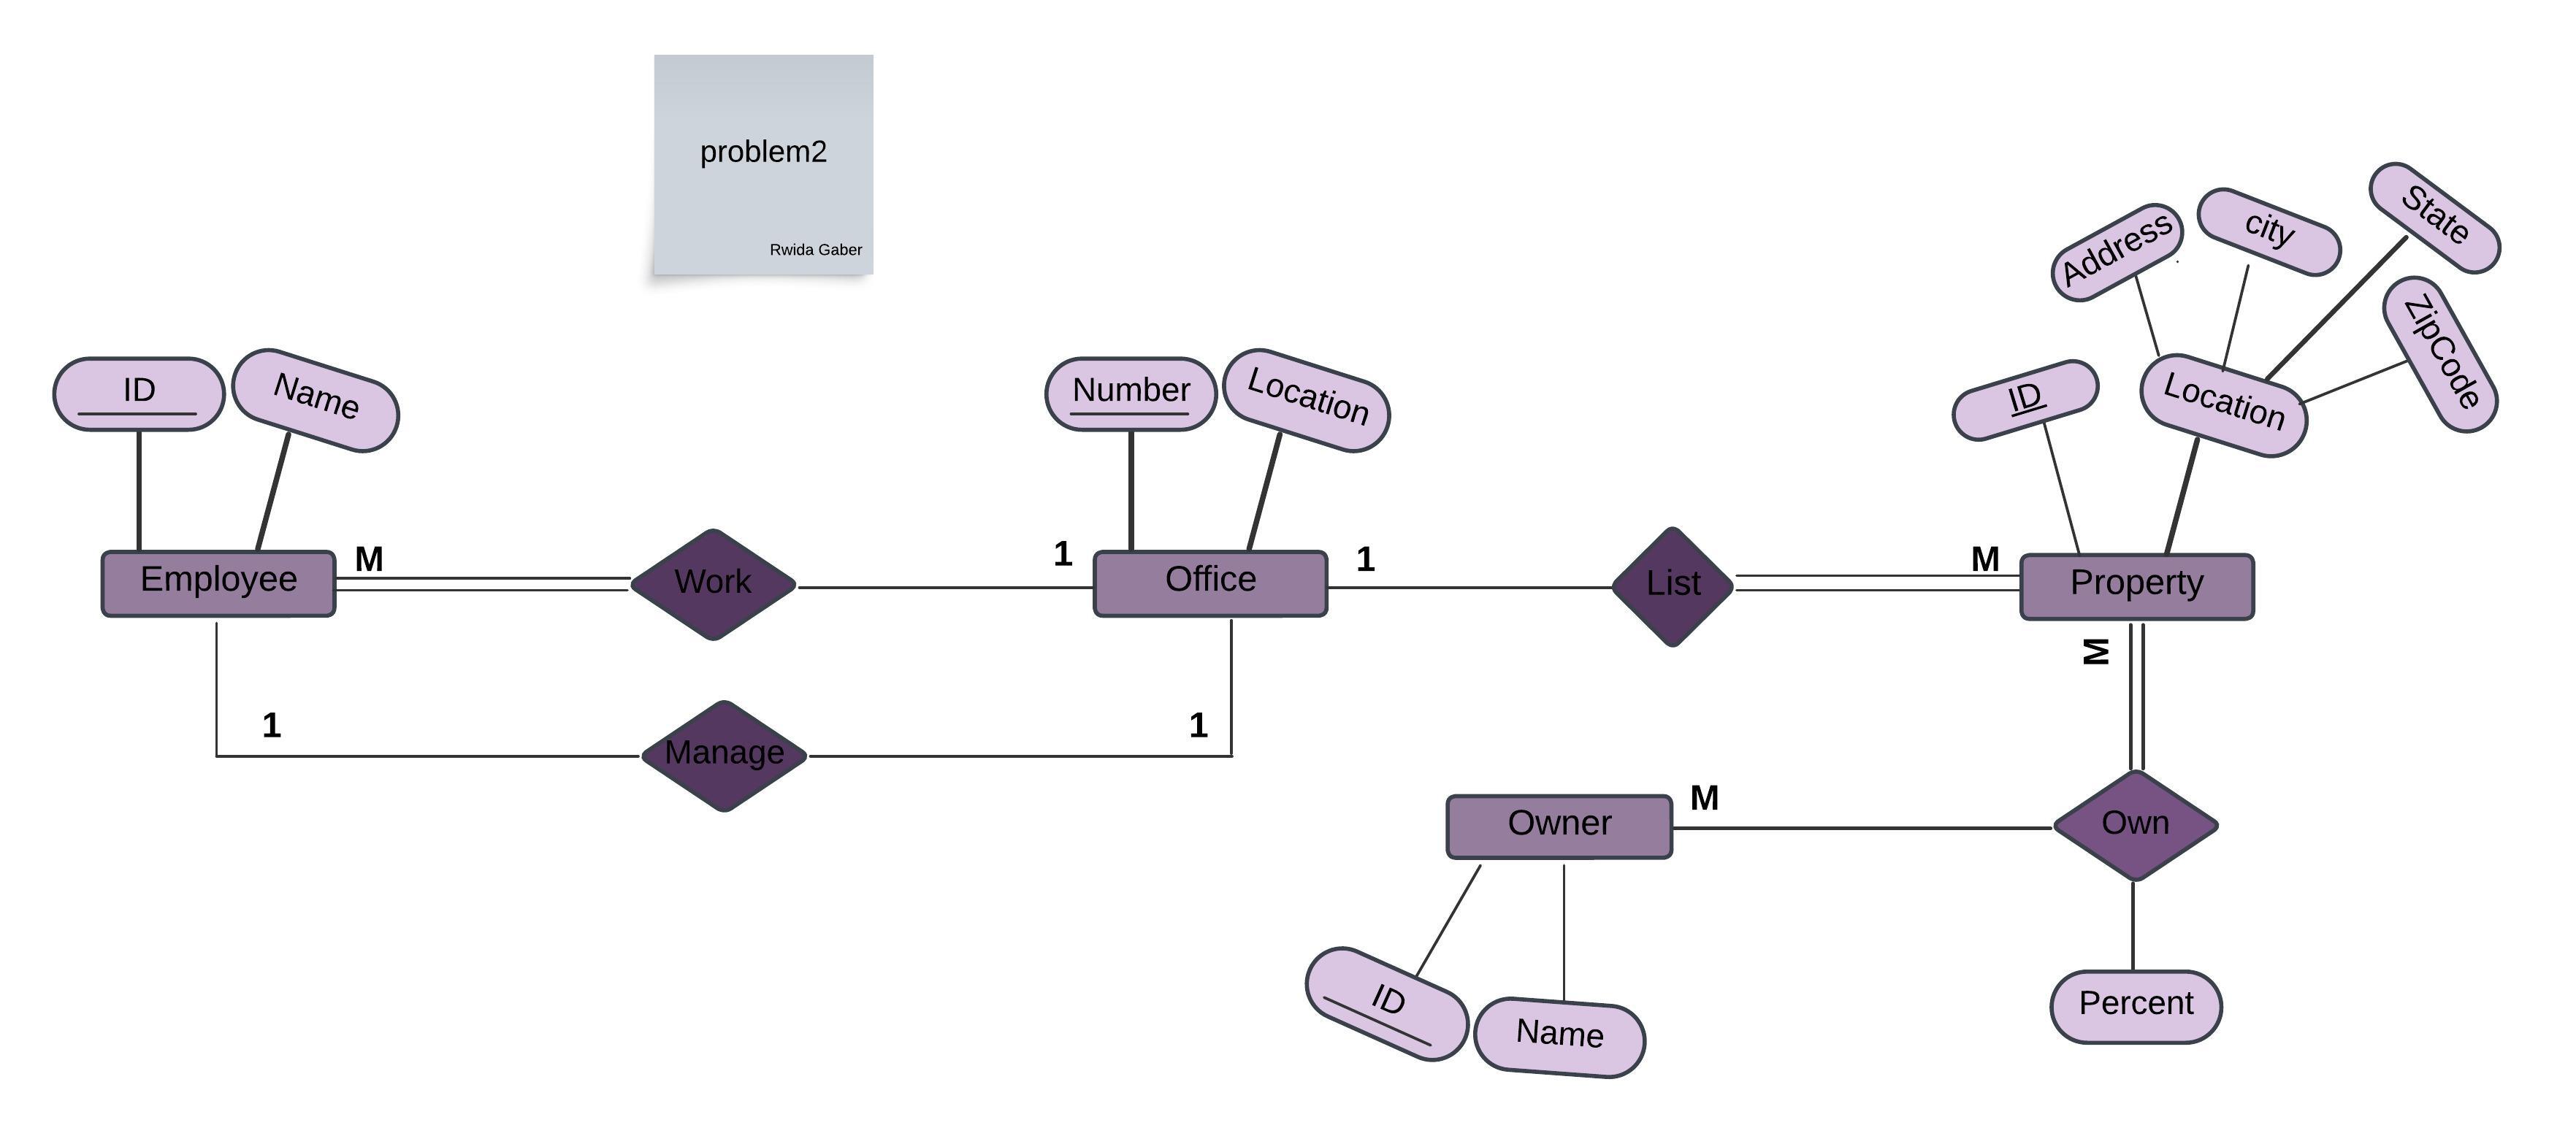 problem2
Rwida Gaber
Address
city
State
ZipCode
ID
Name
Number
Location
ID
Location
Employee
M
Work
1
Office
1
List
M
Property
M
1
Manage
1
Owner
M
Own
ID
Name
Percent